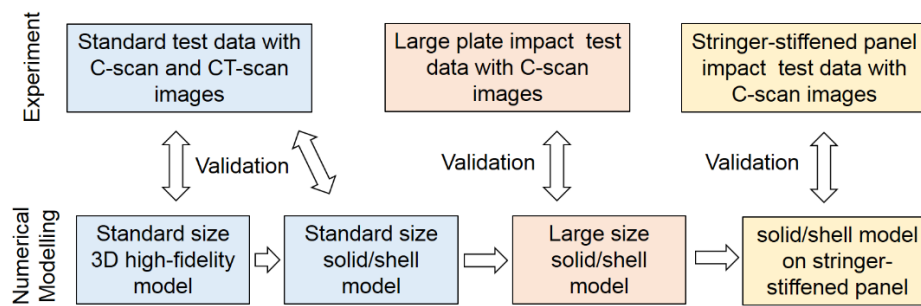 Experiment
Standard test data with
C-scan and CT-scan
images
Large plate impact test
data with C-scan
images
Stringer-stiffened panel
impact test data with
C-scan images
Validation
Validation
Validation
Numerical
Modelling
Standard size
3D high-fidelity
model
Standard size
solid/shell
model
Large size
solid/shell
model
solid/shell model
on stringer-
stiffened panel